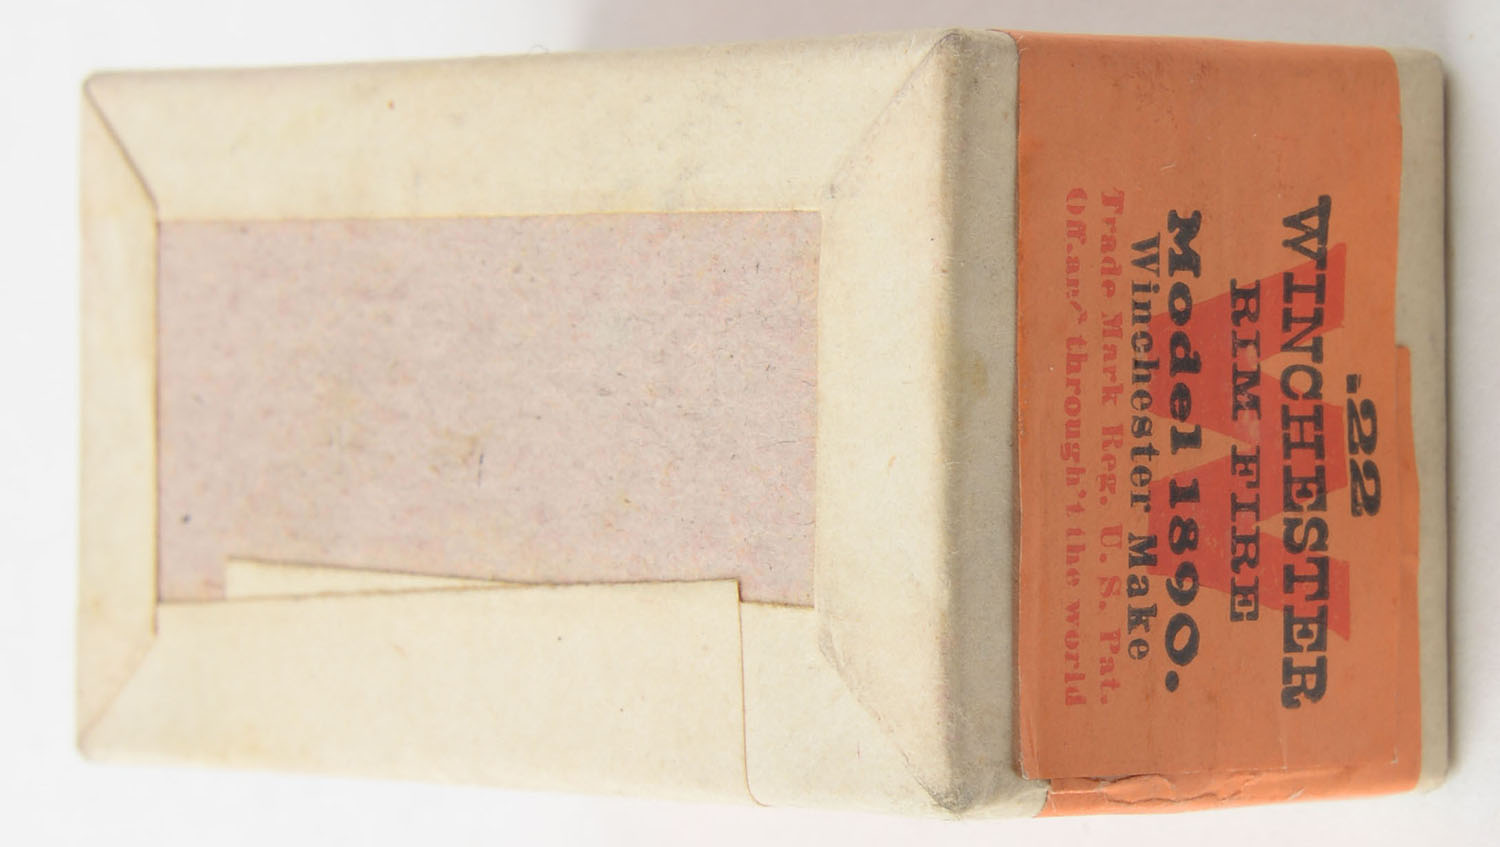 .22
WINCHESTER
RIM FIRE
Model 1890.
Winchester Make
Trade Mark Reg. U. S. Pat.
Off. and through't the world
W